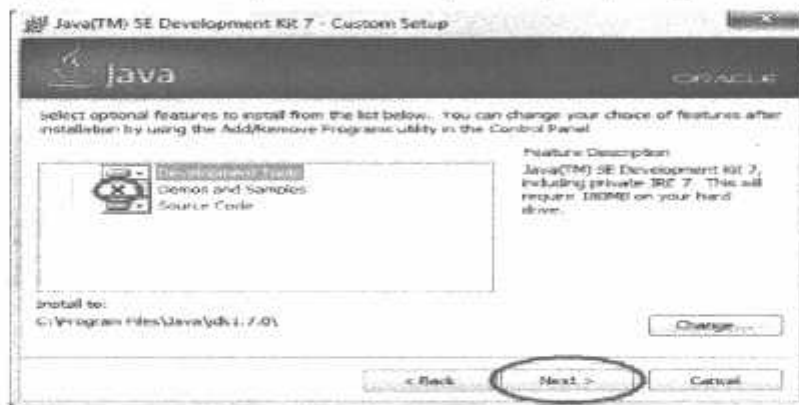 Java(TM) SE Development Kit 7 - Custom Setup
java
ORACLE
Select optional features to install from the list below. You can change your choice of features after
installation by using the Add/Remove Programs utility in the Control Panel
Development Tools
Demos and Samples
Source Code
Feature Description
Java(TM) SE Development Kit 7,
including private JRE 7. This will
require 180MB on your hard
drive.
Install to:
C:\Program Files\Java\jdk1.7.0\
Change...
< Back
Next >
Cancel